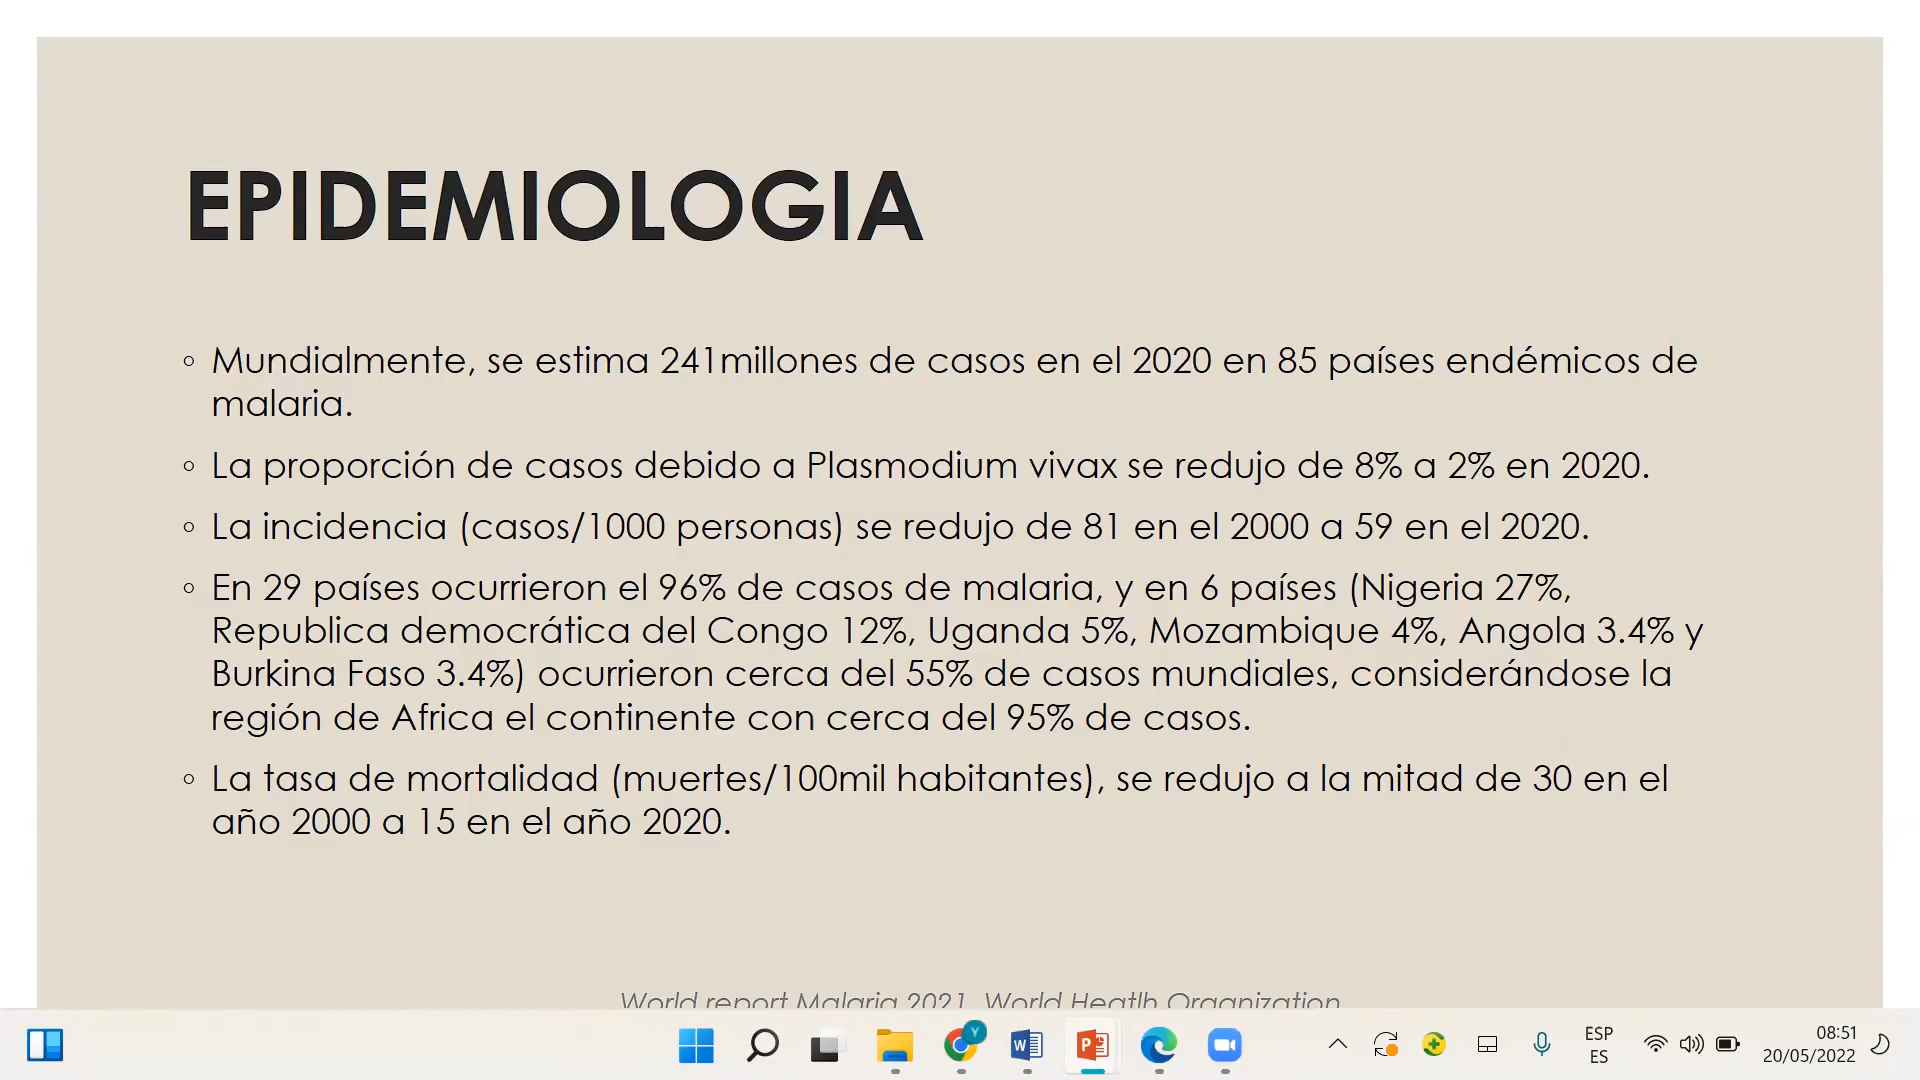 EPIDEMIOLOGIA
◦ Mundialmente, se estima 241millones de casos en el 2020 en 85 países endémicos de
malaria.
◦ La proporción de casos debido a Plasmodium vivax se redujo de 8% a 2% en 2020.
◦ La incidencia (casos/1000 personas) se redujo de 81 en el 2000 a 59 en el 2020.
◦ En 29 países ocurrieron el 96% de casos de malaria, y en 6 países (Nigeria 27%,
Republica democrática del Congo 12%, Uganda 5%, Mozambique 4%, Angola 3.4% y
Burkina Faso 3.4%) ocurrieron cerca del 55% de casos mundiales, considerándose la
región de Africa el continente con cerca del 95% de casos.
◦ La tasa de mortalidad (muertes/100mil habitantes), se redujo a la mitad de 30 en el
año 2000 a 15 en el año 2020.
World report Malaria 2021. World Heatlh Organization
Y
W
P
ESP
ES
08:51
20/05/2022